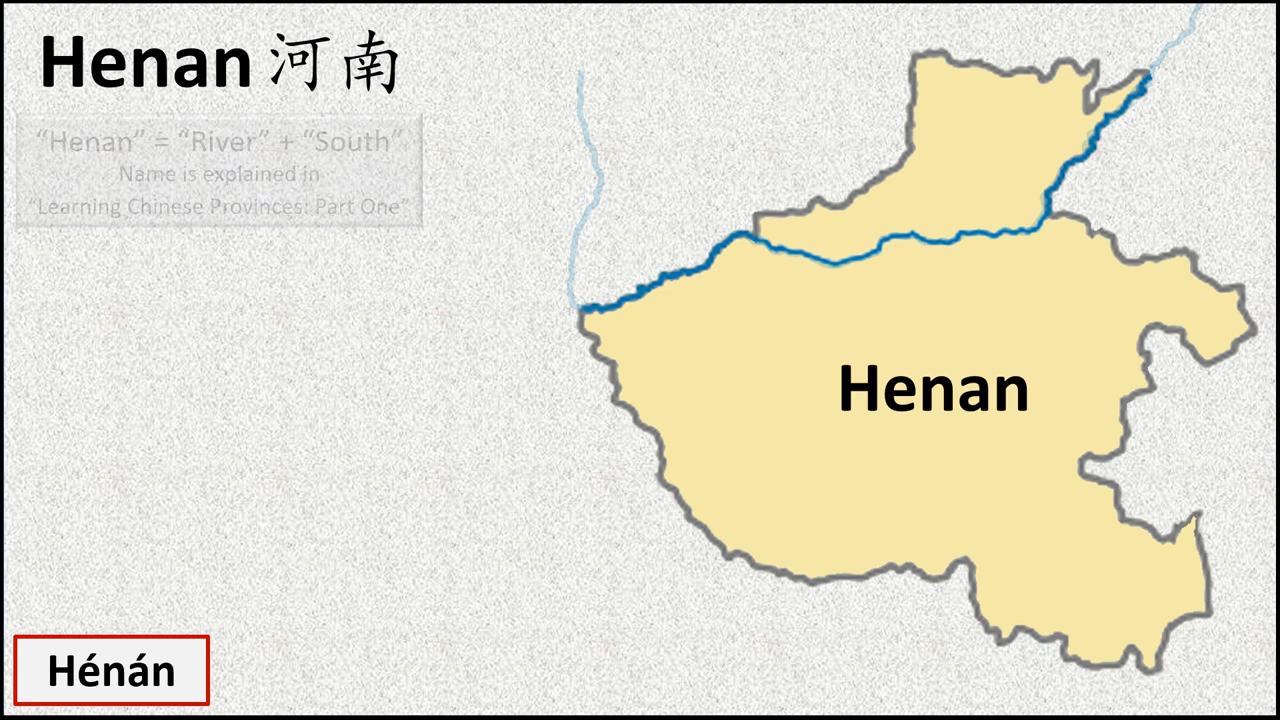 Henan 河南
“Henan” = “River” + “South”
Name is explained in
“Learning Chinese Provinces: Part One”
Henan
Hénán